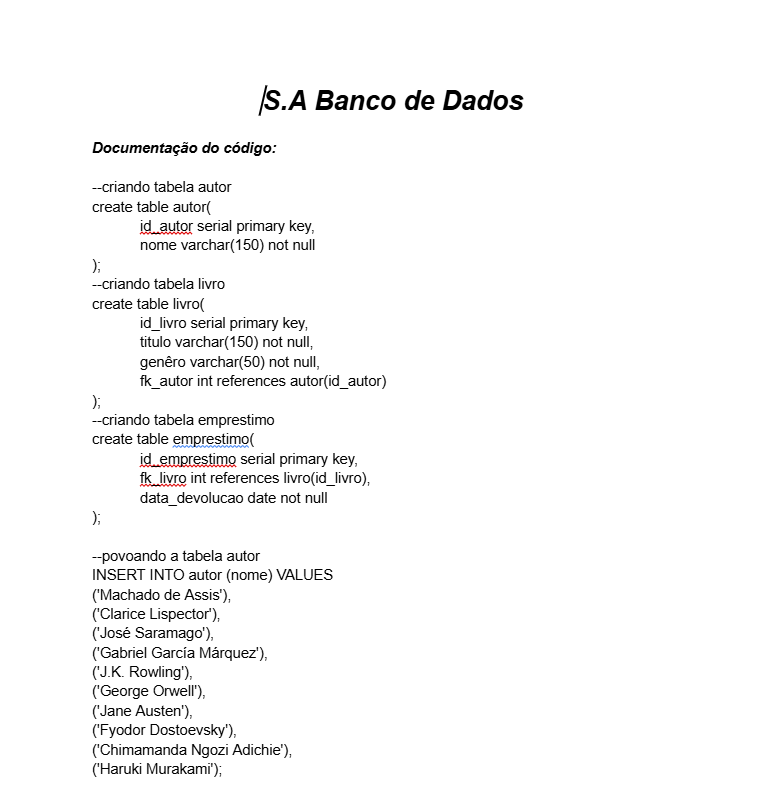 S.A Banco de Dados
Documentação do código:
--criando tabela autor
create table autor(
id_autor serial primary key,
nome varchar(150) not null
);
--criando tabela livro
create table livro(
id_livro serial primary key,
titulo varchar(150) not null,
genêro varchar(50) not null,
fk_autor int references autor(id_autor)
);
--criando tabela emprestimo
create table emprestimo(
id_emprestimo serial primary key,
fk_livro int references livro(id_livro),
data_devolucao date not null
);
--povoando a tabela autor
INSERT INTO autor (nome) VALUES
('Machado de Assis'),
('Clarice Lispector'),
('José Saramago'),
('Gabriel García Márquez'),
('J.K. Rowling'),
('George Orwell'),
('Jane Austen'),
('Fyodor Dostoevsky'),
('Chimamanda Ngozi Adichie'),
('Haruki Murakami');